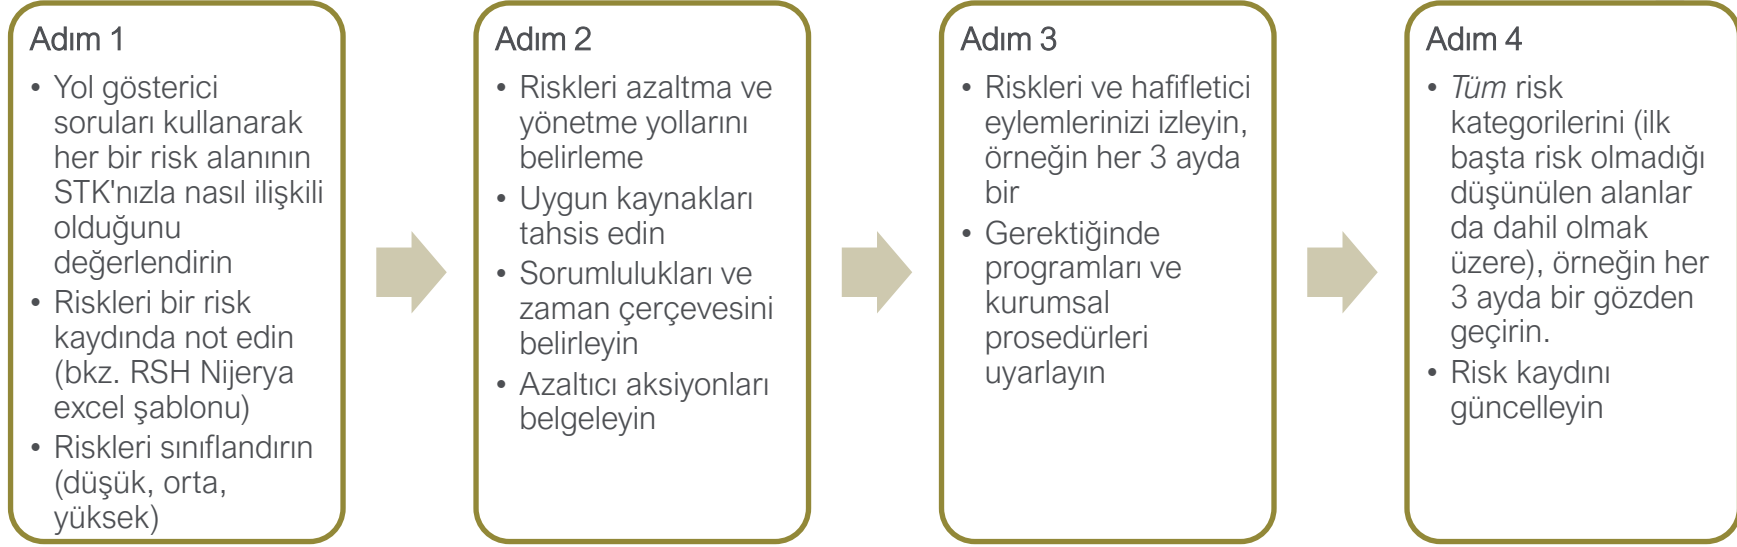 Adım 1
• Yol gösterici
soruları kullanarak
her bir risk alanının
STK'nızla nasıl ilişkili
olduğunu
değerlendirin
• Riskleri bir risk
kaydında not edin
(bkz. RSH Nijerya
excel şablonu)
• Riskleri sınıflandırın
(düşük, orta,
yüksek)
Adım 2
• Riskleri azaltma ve
yönetme yollarını
belirleme
• Uygun kaynakları
tahsis edin
• Sorumlulukları ve
zaman çerçevesini
belirleyin
• Azaltıcı aksiyonları
belgeleyin
Adım 3
• Riskleri ve hafifletici
eylemlerinizi izleyin,
örneğin her 3 ayda
bir
• Gerektiğinde
programları ve
kurumsal
prosedürleri
uyarlayın
Adım 4
• Tüm risk
kategorilerini (ilk
başta risk olmadığı
düşünülen alanlar
da dahil olmak
üzere), örneğin her
3 ayda bir gözden
geçirin.
• Risk kaydını
güncelleyin